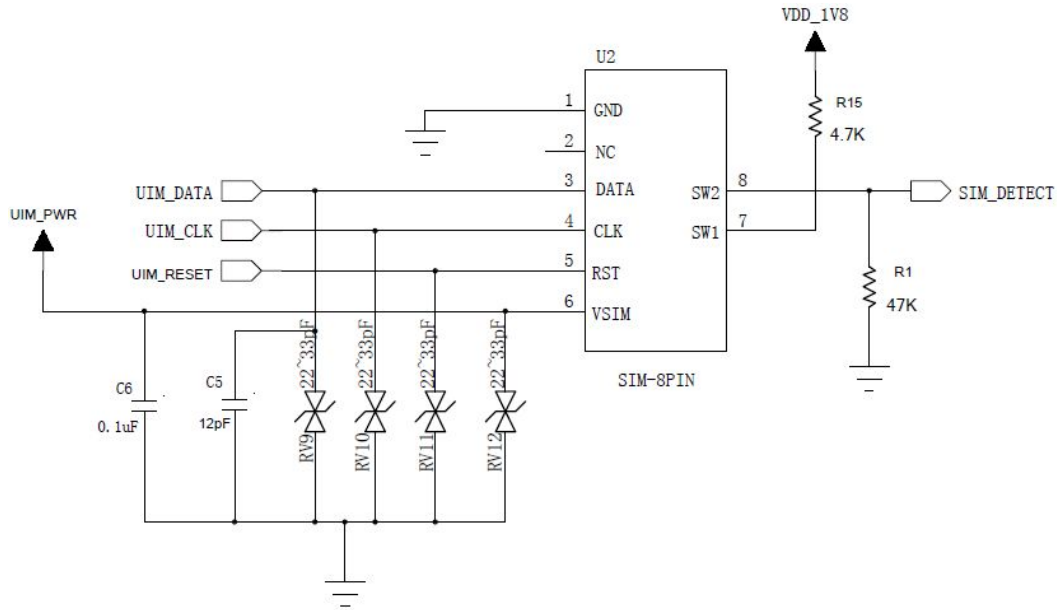 VDD_1V8
U2
R15
4.7K
1
GND
2
NC
UIM_DATA
3
DATA
SW2
8
SIM_DETECT
UIM_PWR
UIM_CLK
4
CLK
SW1
7
UIM_RESET
5
RST
R1
47K
6
VSIM
SIM-8PIN
22~33pF
22~33pF
22~33pF
22~33pF
C6
0.1uF
C5
12pF
RV9
RV10
RV11
RV12